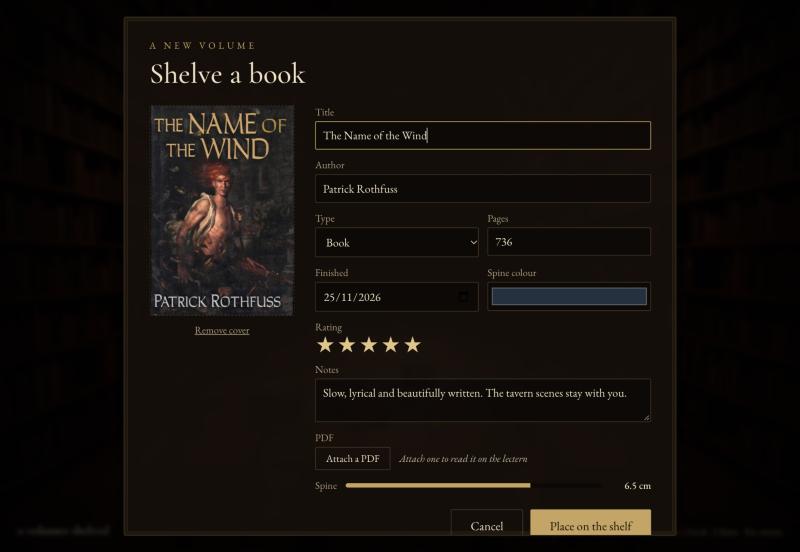 A NEW VOLUME
Shelve a book
THE NAME OF
THE WIND
PATRICK ROTHFUSS
Remove cover
Title
The Name of the Wind
Author
Patrick Rothfuss
Type
Pages
Book
736
Finished
Spine colour
25/11/2026
Rating
Notes
Slow, lyrical and beautifully written. The tavern scenes stay with you.
PDF
Attach a PDF
Attach one to read it on the lectern
Spine
6.5 cm
Cancel
Place on the shelf